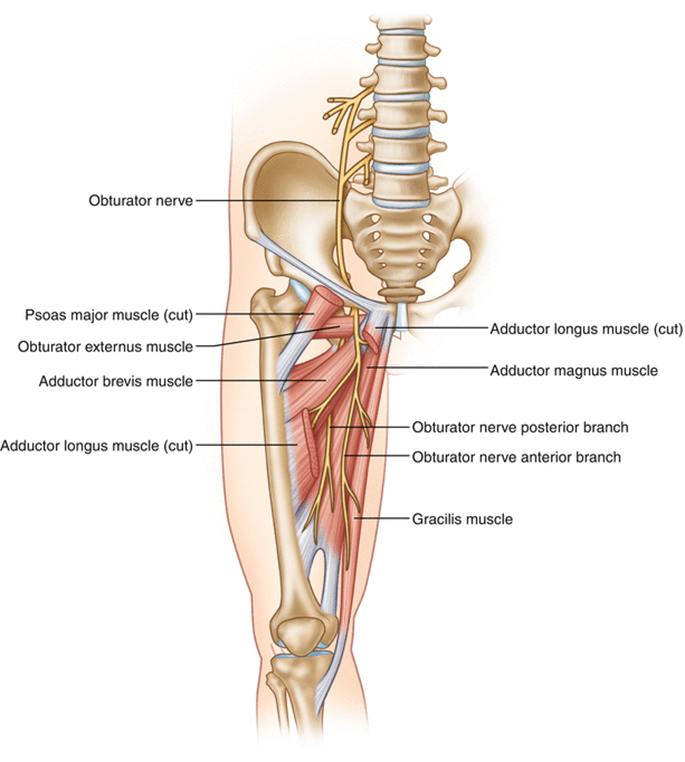 Obturator nerve
Psoas major muscle (cut)
Adductor longus muscle (cut)
Obturator externus muscle
Adductor magnus muscle
Adductor brevis muscle
Obturator nerve posterior branch
Adductor longus muscle (cut)
Obturator nerve anterior branch
Gracilis muscle